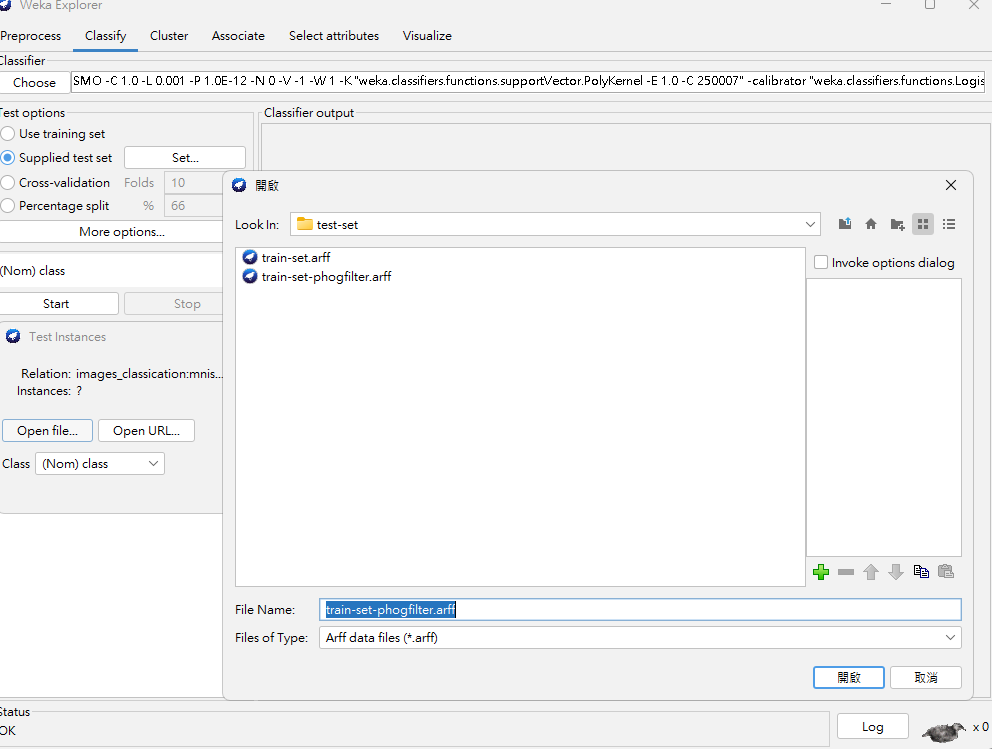 Weka Explorer
Preprocess Classify Cluster Associate Select attributes Visualize
Classifier
Choose SMO -C 1.0 -L 0.001 -P 1.0E-12 -N 0 -V -1 -W 1 -K "weka.classifiers.functions.supportVector.PolyKernel -E 1.0 -C 250007" -calibrator "weka.classifiers.functions.Logis
Test options
Classifier output
Use training set
Supplied test set Set...
Cross-validation Folds 10
Percentage split % 66
More options...
(Nom) class
Start Stop
Test Instances
Relation: images_classication:mnis...
Instances: ?
Open file... Open URL...
Class (Nom) class
開啟
Look In: test-set
train-set.arff
train-set-phogfilter.arff
Invoke options dialog
File Name: train-set-phogfilter.arff
Files of Type: Arff data files (*.arff)
開啟 取消
Status
OK
Log x 0